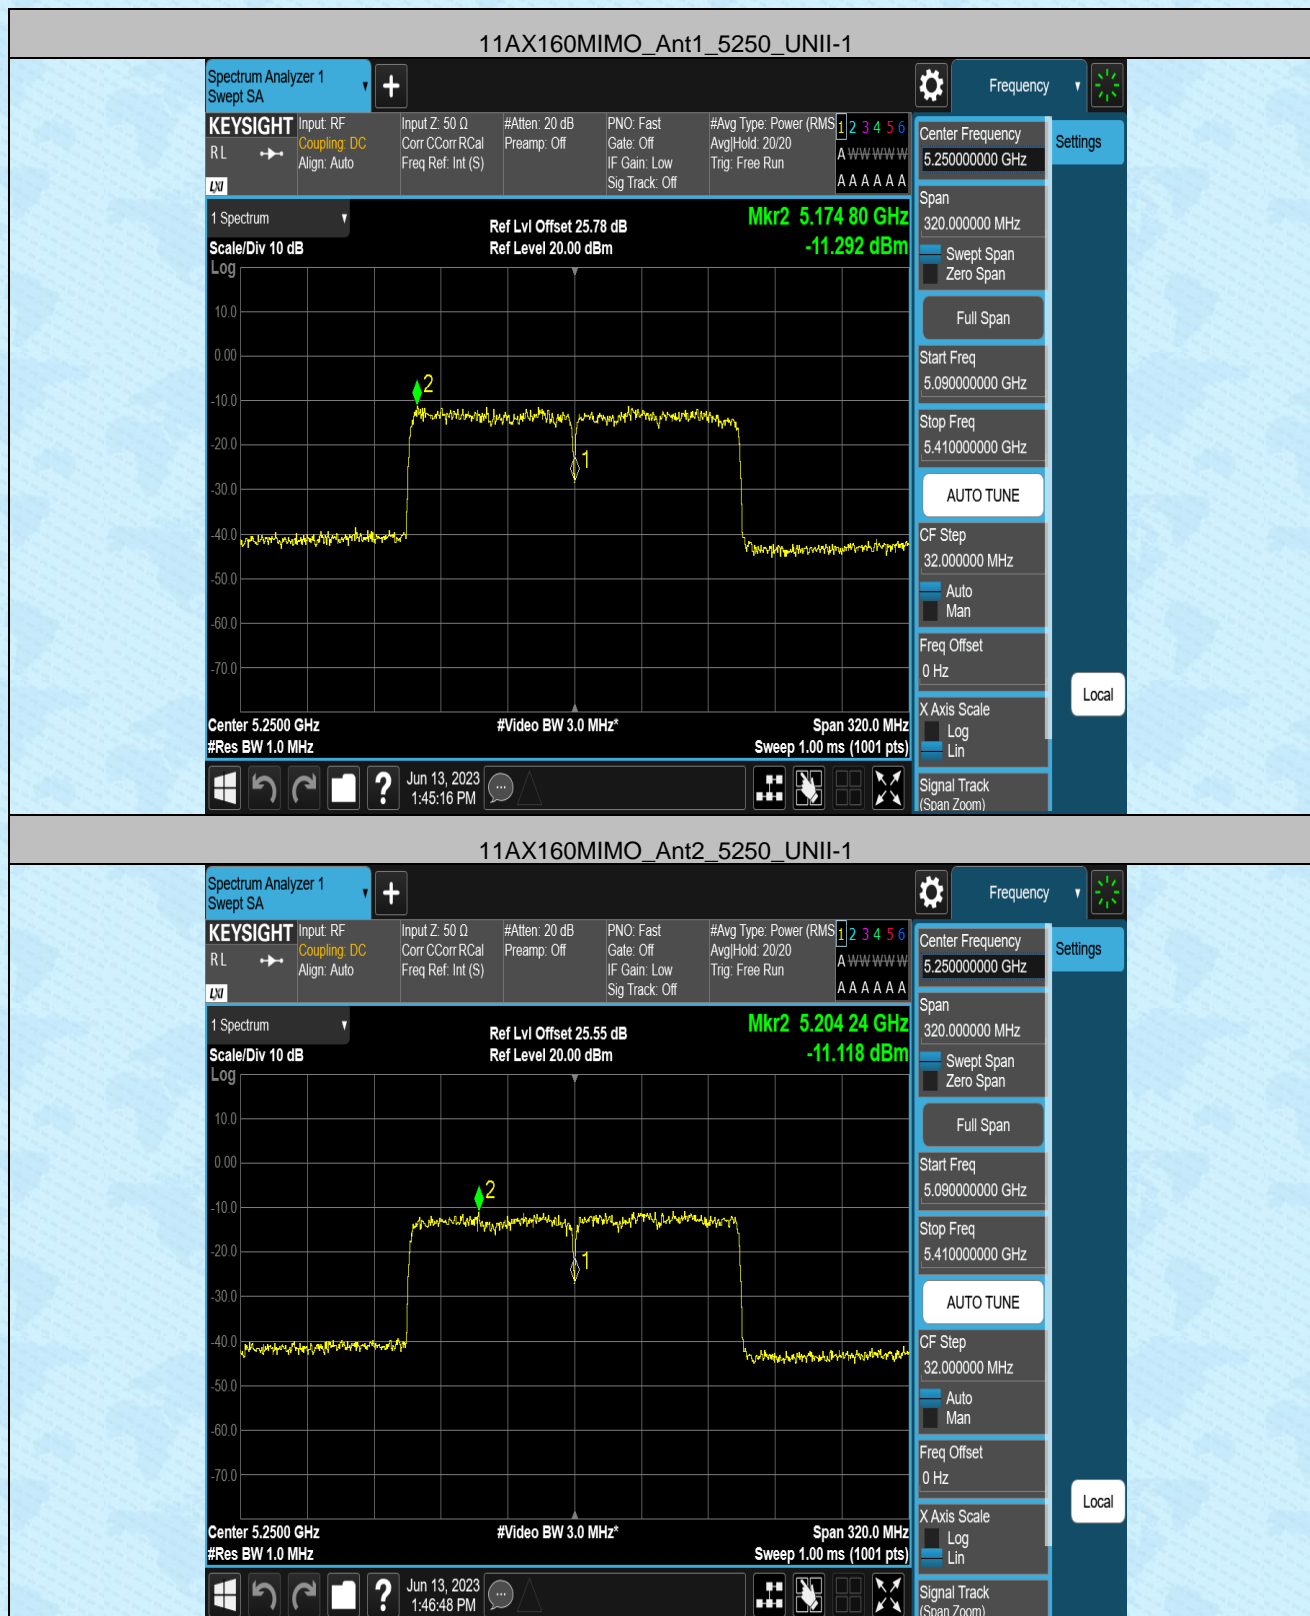 11AX160MIMO_Ant1_5250_UNII-1
Spectrum Analyzer 1
Swept SA
+
Frequency
KEYSIGHT
R L
LXI
Input: RF
Coupling: DC
Align: Auto
Input Z: 50 Ω
Corr CCorr RCal
Freq Ref: Int (S)
#Atten: 20 dB
Preamp: Off
PNO: Fast
Gate: Off
IF Gain: Low
Sig Track: Off
#Avg Type: Power (RMS
Avg|Hold: 20/20
Trig: Free Run
1 2 3 4 5 6
A W W W W W
A A A A A A
Center Frequency
5.250000000 GHz
Settings
Span
320.000000 MHz
Swept Span
Zero Span
Full Span
Start Freq
5.090000000 GHz
Stop Freq
5.410000000 GHz
AUTO TUNE
CF Step
32.000000 MHz
Auto
Man
Freq Offset
0 Hz
X Axis Scale
Log
Lin
Signal Track
(Span Zoom)
Local
1 Spectrum
Scale/Div 10 dB
Log
Ref Lvl Offset 25.78 dB
Ref Level 20.00 dBm
Mkr2 5.174 80 GHz
-11.292 dBm
10.0
0.00
-10.0
-20.0
-30.0
-40.0
-50.0
-60.0
-70.0
2
1
Center 5.2500 GHz
#Res BW 1.0 MHz
#Video BW 3.0 MHz*
Span 320.0 MHz
Sweep 1.00 ms (1001 pts)
?
Jun 13, 2023
1:45:16 PM
11AX160MIMO_Ant2_5250_UNII-1
Spectrum Analyzer 1
Swept SA
+
Frequency
KEYSIGHT
R L
LXI
Input: RF
Coupling: DC
Align: Auto
Input Z: 50 Ω
Corr CCorr RCal
Freq Ref: Int (S)
#Atten: 20 dB
Preamp: Off
PNO: Fast
Gate: Off
IF Gain: Low
Sig Track: Off
#Avg Type: Power (RMS
Avg|Hold: 20/20
Trig: Free Run
1 2 3 4 5 6
A W W W W W
A A A A A A
Center Frequency
5.250000000 GHz
Settings
Span
320.000000 MHz
Swept Span
Zero Span
Full Span
Start Freq
5.090000000 GHz
Stop Freq
5.410000000 GHz
AUTO TUNE
CF Step
32.000000 MHz
Auto
Man
Freq Offset
0 Hz
X Axis Scale
Log
Lin
Signal Track
(Span Zoom)
Local
1 Spectrum
Scale/Div 10 dB
Log
Ref Lvl Offset 25.55 dB
Ref Level 20.00 dBm
Mkr2 5.204 24 GHz
-11.118 dBm
10.0
0.00
-10.0
-20.0
-30.0
-40.0
-50.0
-60.0
-70.0
2
1
Center 5.2500 GHz
#Res BW 1.0 MHz
#Video BW 3.0 MHz*
Span 320.0 MHz
Sweep 1.00 ms (1001 pts)
?
Jun 13, 2023
1:46:48 PM